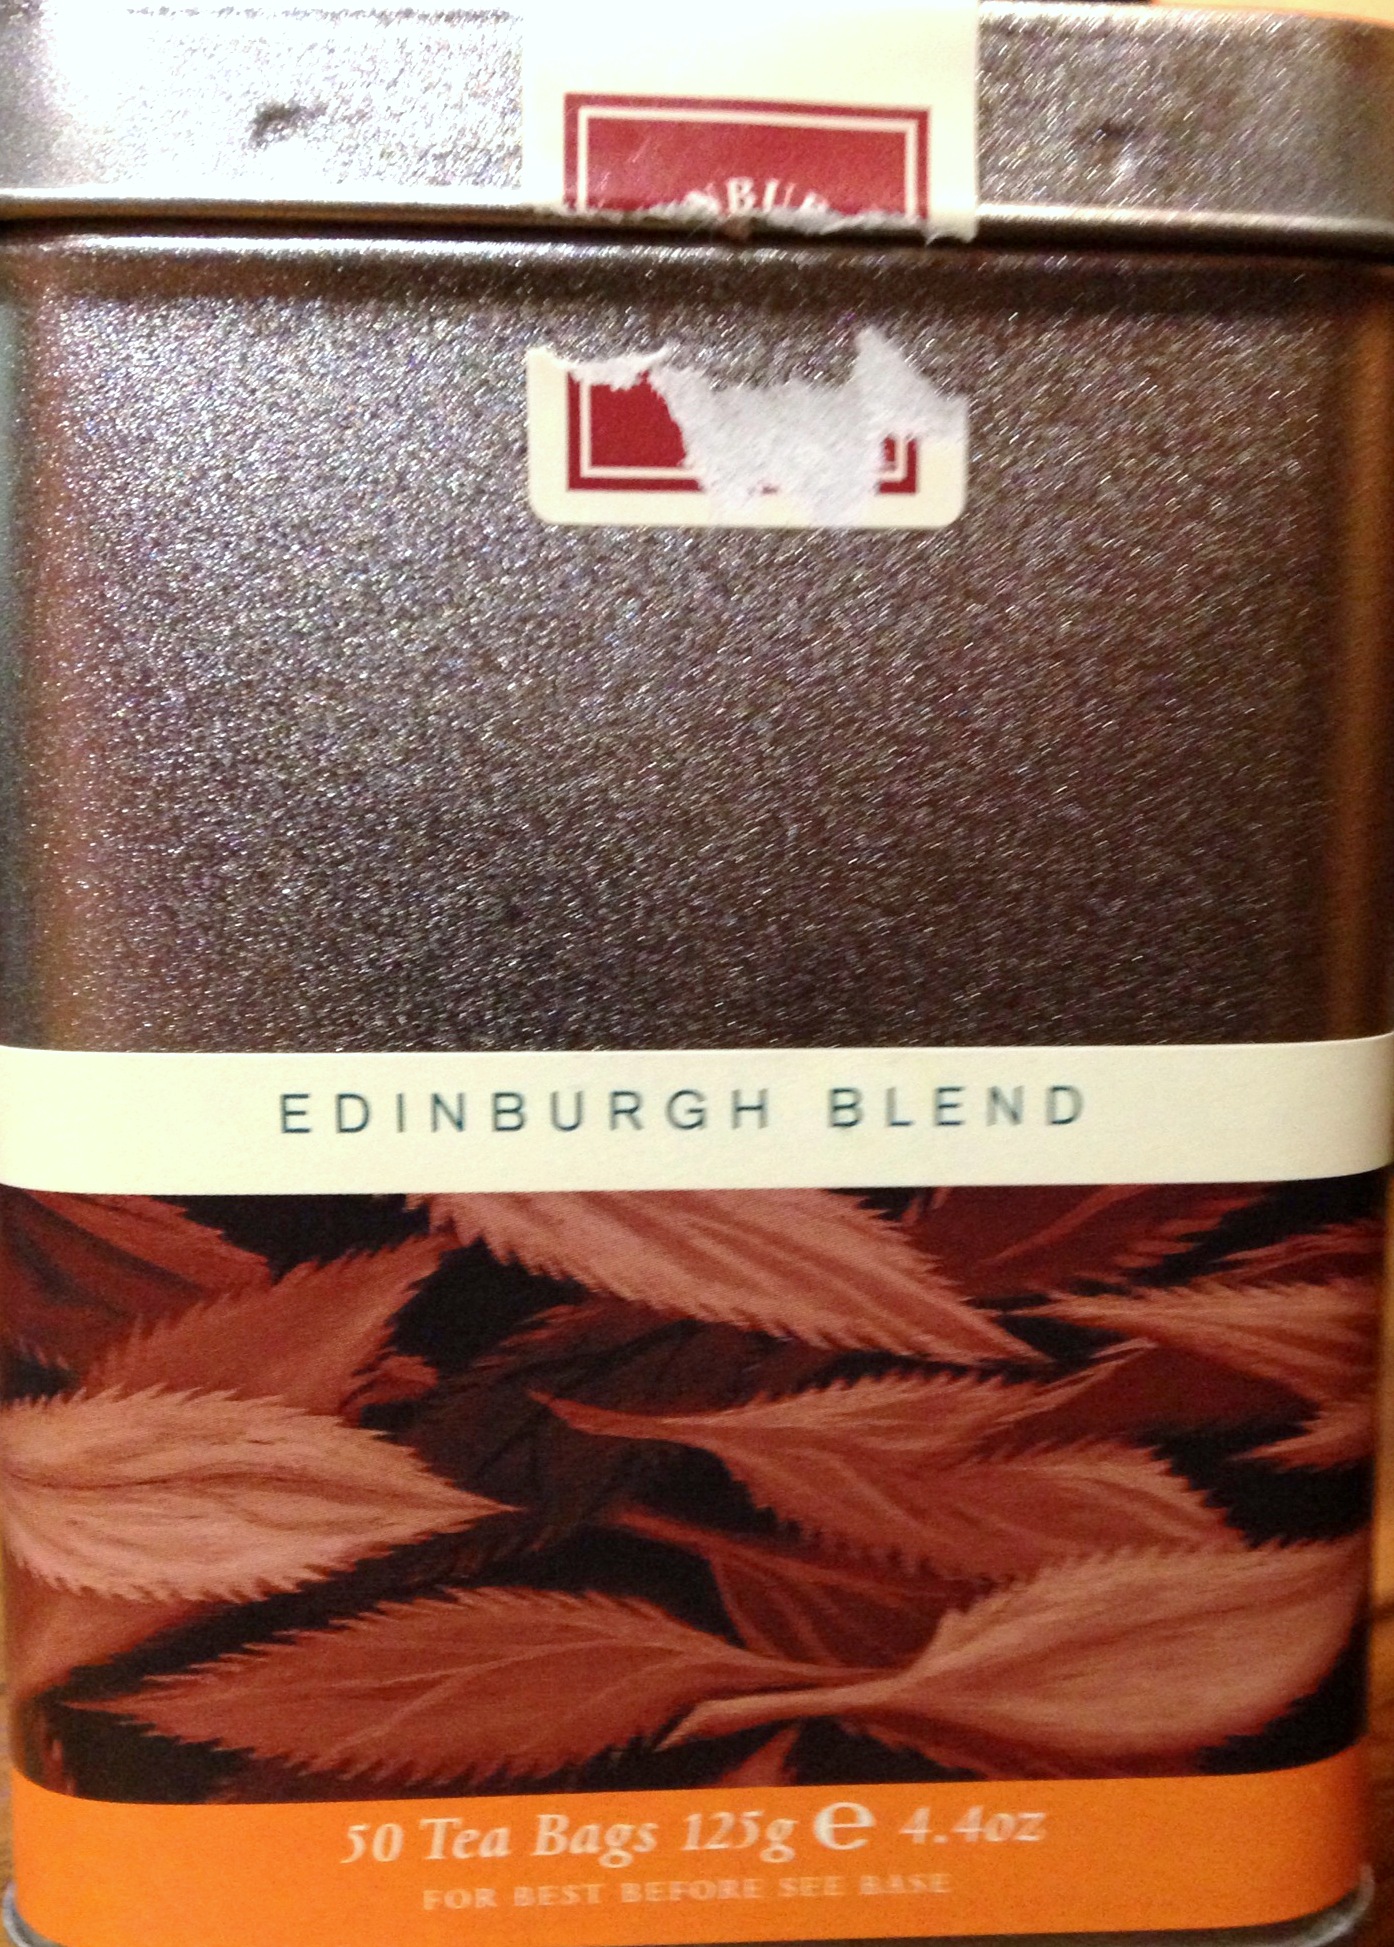 EDINBURGH BLEND
50 Tea Bags 125g e 4.4oz
FOR BEST BEFORE SEE BASE